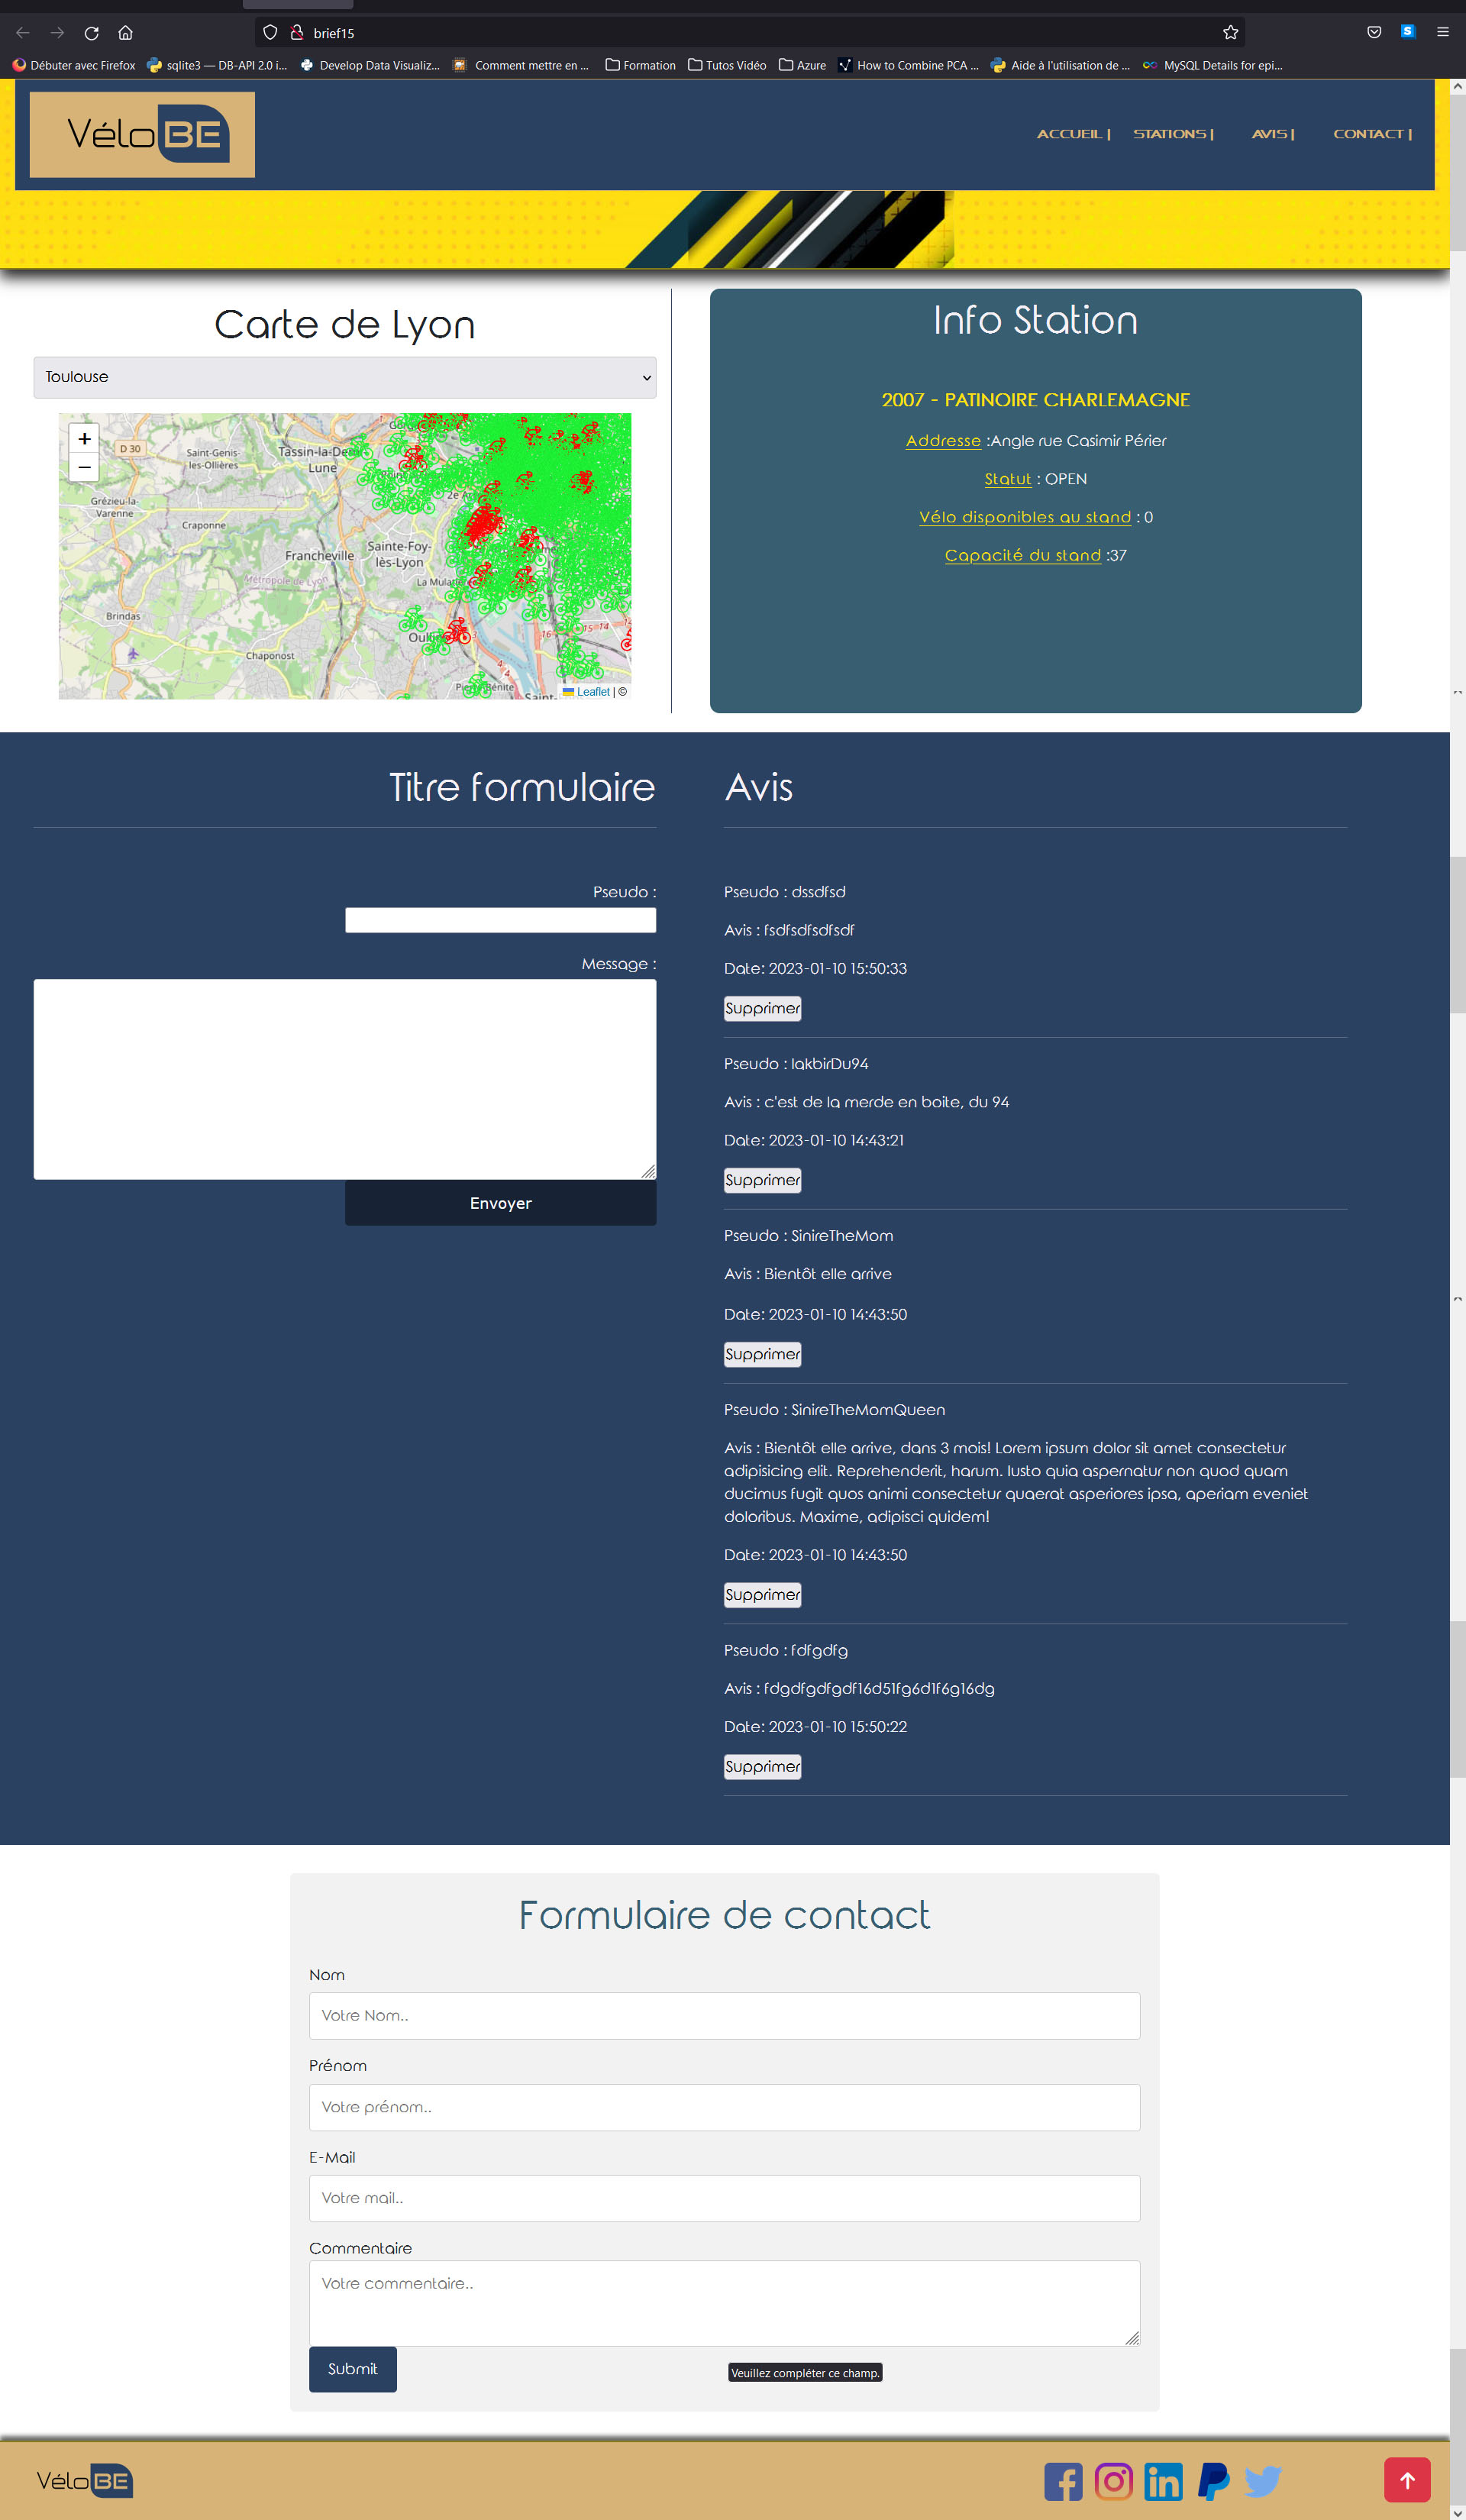 brief15
Débuter avec Firefox
sqlite3 — DB-API 2.0 i...
Develop Data Visualiz...
Comment mettre en ...
Formation
Tutos Vidéo
Azure
How to Combine PCA ...
Aide à l'utilisation de ...
MySQL Details for epi...
Vélo BE
ACCUEIL |
STATIONS |
AVIS |
CONTACT |
Carte de Lyon
Toulouse
+
−
D 30
Saint-Genis-
les-Ollières
Tassin-la-De
Lune
Grézieu-la-
Varenne
Craponne
2e Ar
Francheville
Sainte-Foy-
lès-Lyon
Métropole de Lyon
La Mulati
Brindas
Oullin
Chaponost
16
15
14
4
5
Pierre-Bénite
Saint-
Leaflet | ©
Info Station
2007 - PATINOIRE CHARLEMAGNE
Addresse :Angle rue Casimir Périer
Statut : OPEN
Vélo disponibles au stand : 0
Capacité du stand :37
Titre formulaire
Pseudo :
Message :
Envoyer
Avis
Pseudo : dssdfsd
Avis : fsdfsdfsdfsdf
Date: 2023-01-10 15:50:33
Supprimer
Pseudo : lakbirDu94
Avis : c'est de la merde en boite, du 94
Date: 2023-01-10 14:43:21
Supprimer
Pseudo : SinireTheMom
Avis : Bientôt elle arrive
Date: 2023-01-10 14:43:50
Supprimer
Pseudo : SinireTheMomQueen
Avis : Bientôt elle arrive, dans 3 mois! Lorem ipsum dolor sit amet consectetur
adipisicing elit. Reprehenderit, harum. Iusto quia aspernatur non quod quam
ducimus fugit quos animi consectetur quaerat asperiores ipsa, aperiam eveniet
doloribus. Maxime, adipisci quidem!
Date: 2023-01-10 14:43:50
Supprimer
Pseudo : fdfgdfg
Avis : fdgdfgdfgdf16d51fg6d1f6g16dg
Date: 2023-01-10 15:50:22
Supprimer
Formulaire de contact
Nom
Votre Nom..
Prénom
Votre prénom..
E-Mail
Votre mail..
Commentaire
Votre commentaire..
Submit
Veuillez compléter ce champ.
Vélo BE